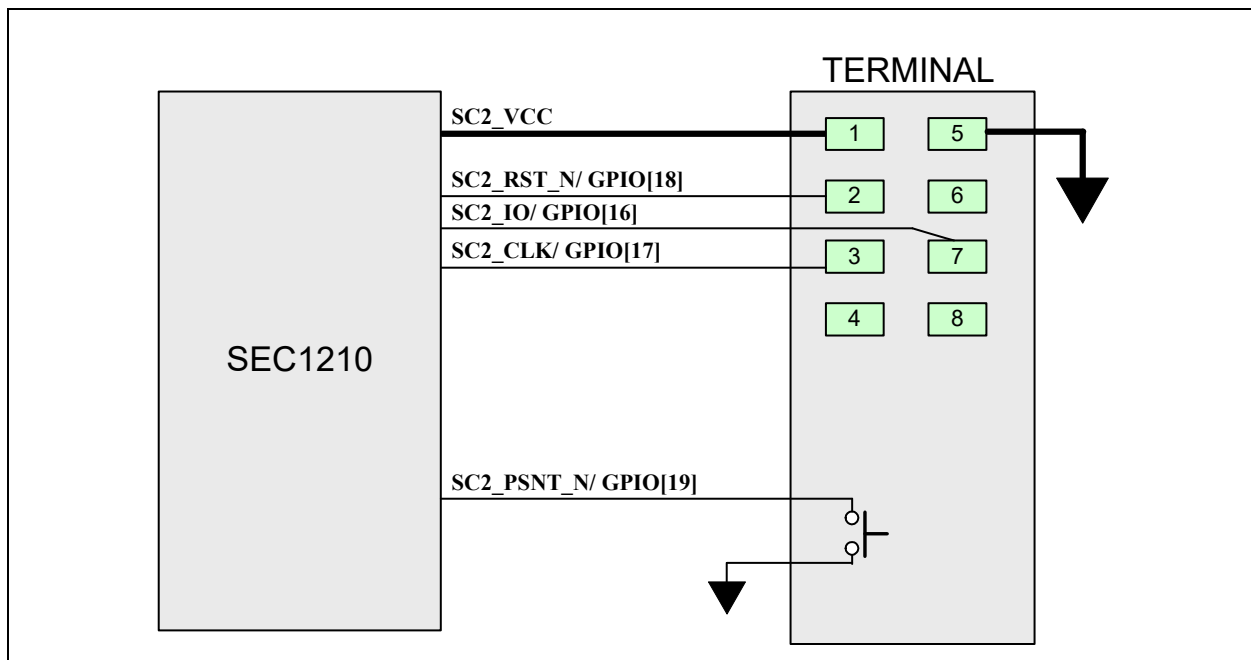 TERMINAL
SC2_VCC
1 5
SC2_RST_N/ GPIO[18]
2 6
SC2_IO/ GPIO[16]
SC2_CLK/ GPIO[17]
3 7
4 8
SEC1210
SC2_PSNT_N/ GPIO[19]